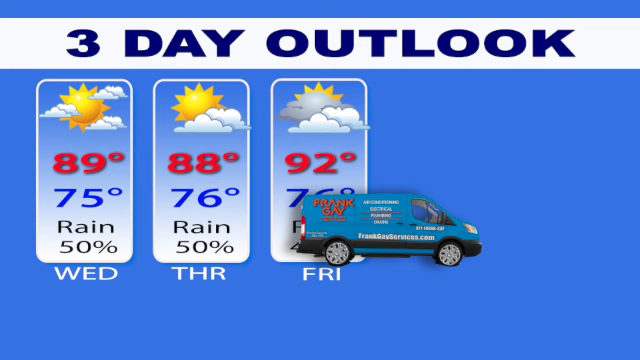 3 DAY OUTLOOK
89°
75°
Rain
50%
WED
88°
76°
Rain
50%
THR
92°
76°
FRI
FRANK
GAY
AIR CONDITIONING
ELECTRICAL
PLUMBING
DRAINS
FrankGayServices.com